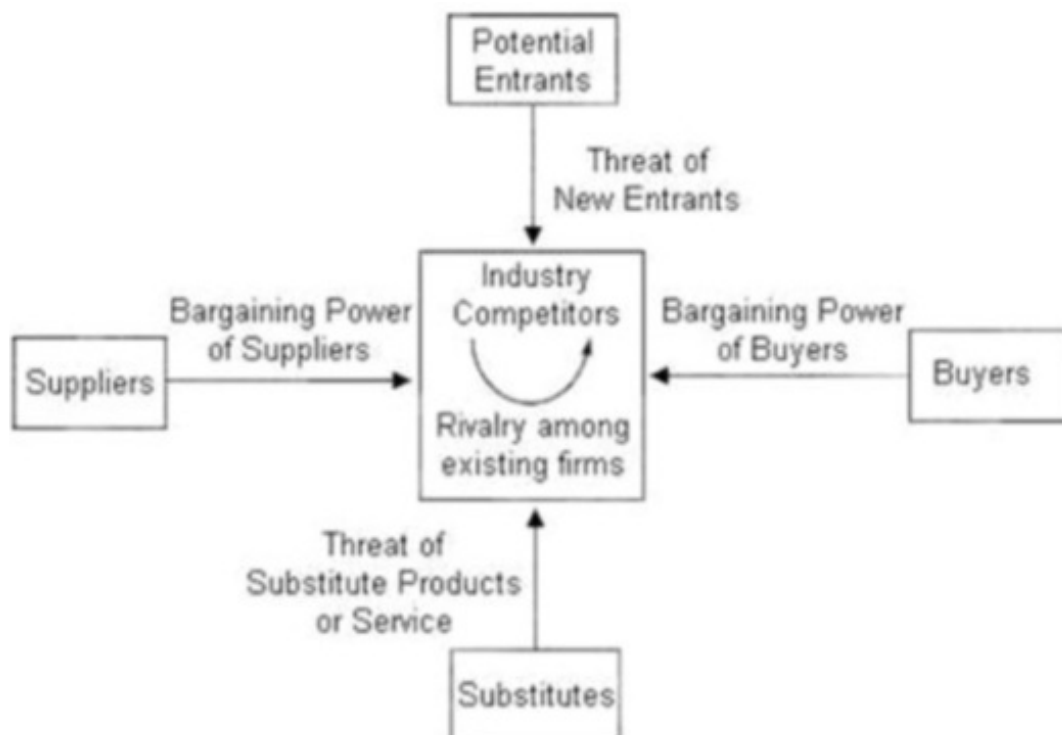 Potential
Entrants
Threat of
New Entrants
Industry
Competitors
Bargaining Power
of Suppliers
Bargaining Power
of Buyers
Suppliers
Buyers
Rivalry among
existing firms
Threat of
Substitute Products
or Service
Substitutes